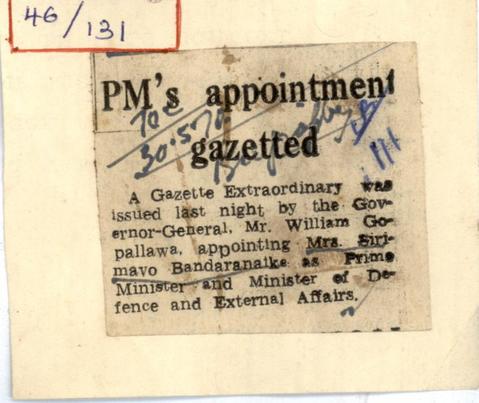 46/131
PM's appointment
gazetted
30.5.70
A Gazette Extraordinary was
issued last night by the Gov-
ernor-General, Mr. William Go-
pallawa, appointing Mrs. Siri-
mavo Bandaranaike as Prime
Minister and Minister of De-
fence and External Affairs.